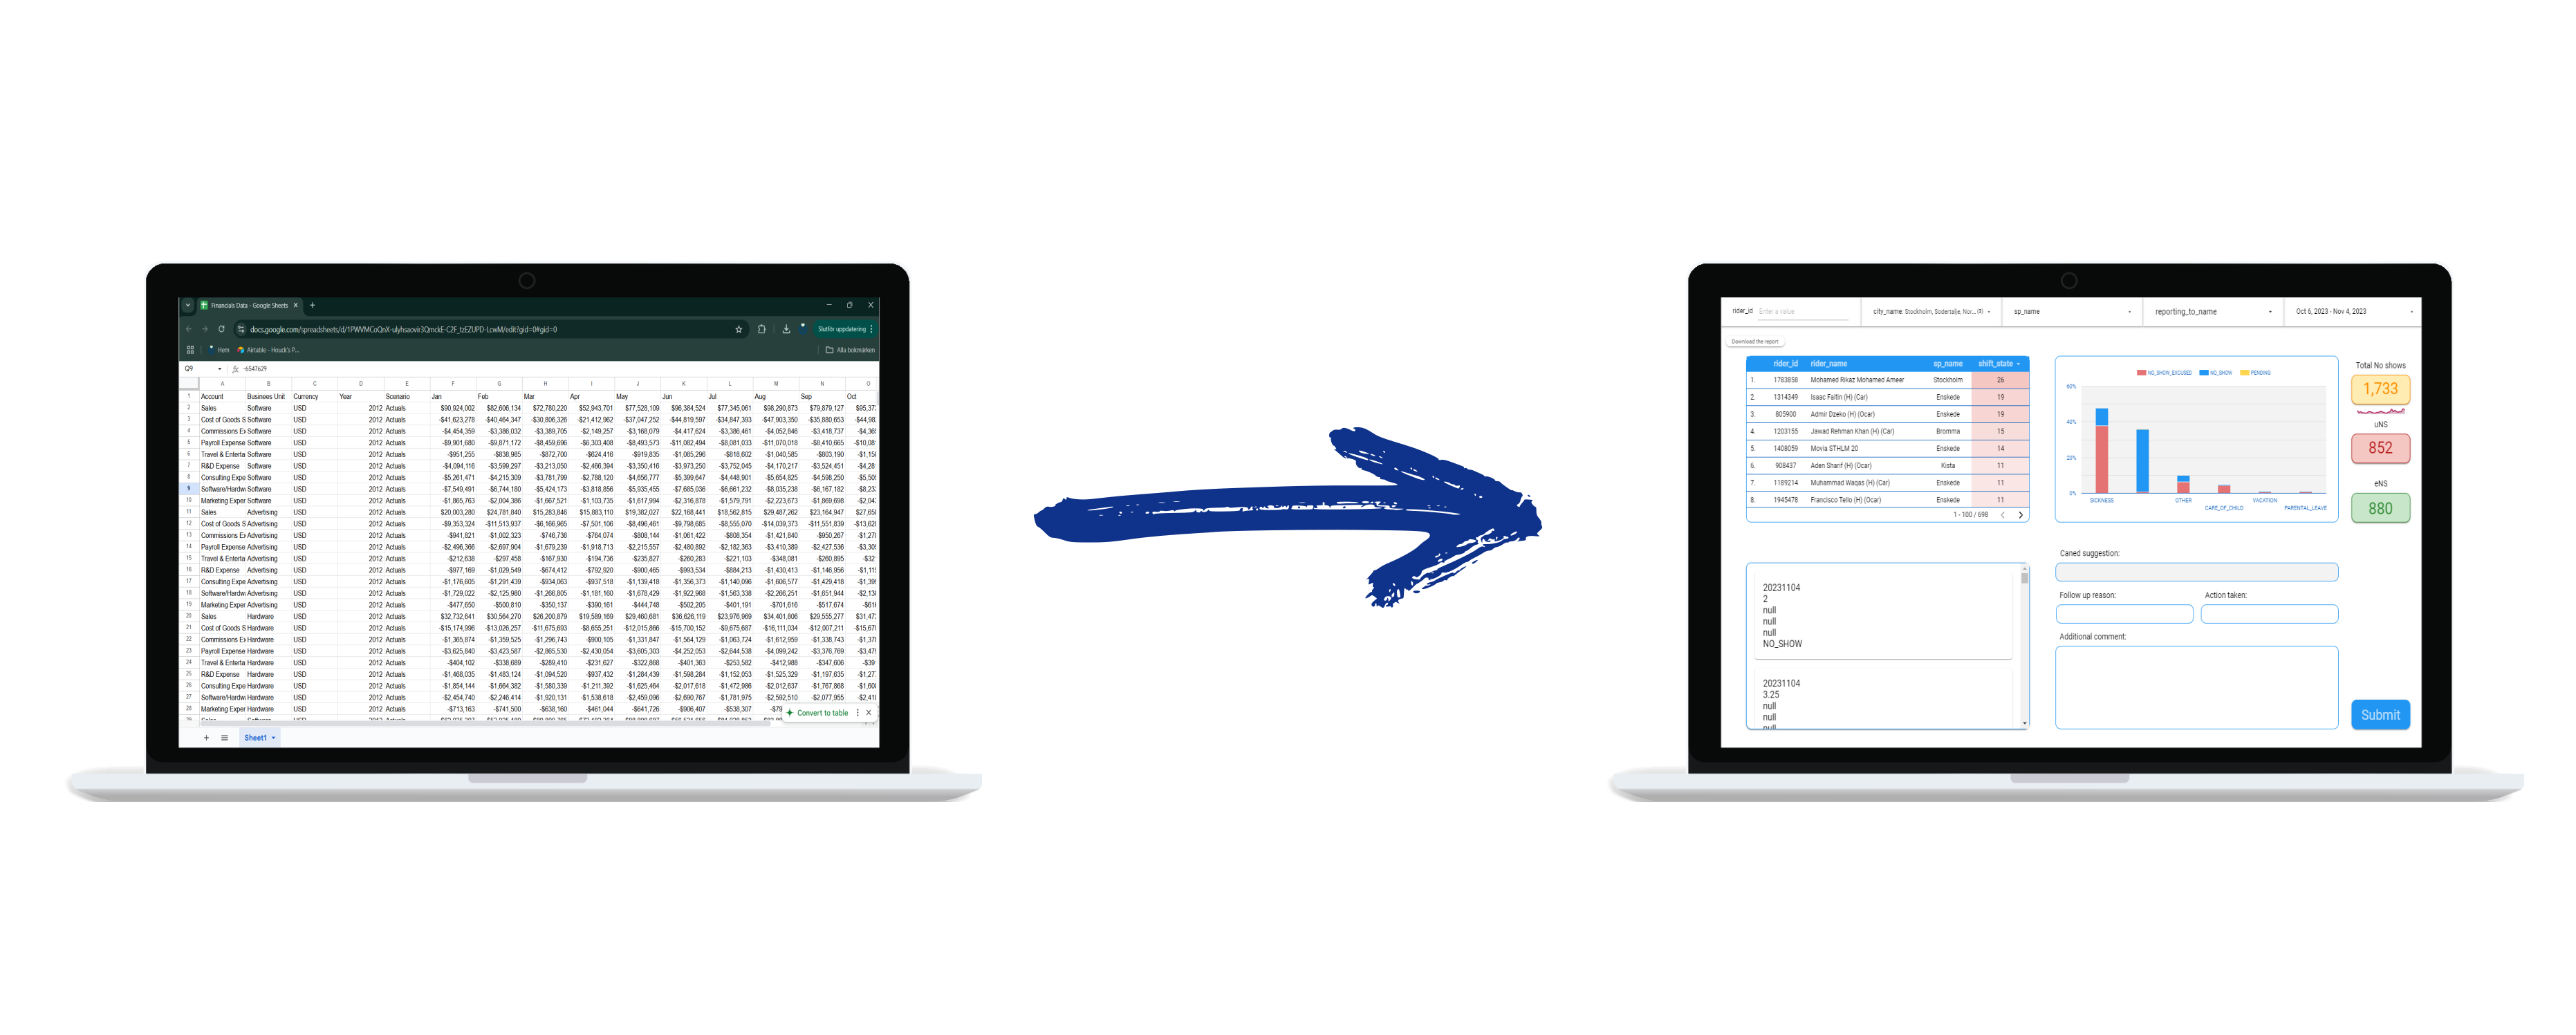 Financials Data - Google Sheets
docs.google.com/spreadsheets/d/1PWVMCoQnX-ulyhsaovir3QmckE-C2F_tzEZUPD-LcwM/edit?gid=0#gid=0
Slutför uppdatering
Hem Airtable - Houck's P...
Alla bokmärken
Q9 fx -6547629
A B C D E F G H I J K L M N O
1 Account Business Unit Currency Year Scenario Jan Feb Mar Apr May Jun Jul Aug Sep Oct
2 Sales Software USD 2012 Actuals $90,924,002 $82,606,134 $72,780,220 $52,943,701 $77,528,109 $96,384,524 $77,345,061 $98,290,873 $79,879,127 $95,37
3 Cost of Goods S Software USD 2012 Actuals -$41,623,278 -$40,464,347 -$30,806,326 -$21,412,962 -$37,047,252 -$44,819,597 -$34,847,393 -$47,903,350 -$35,880,653 -$44,98
4 Commissions Ex Software USD 2012 Actuals -$4,454,359 -$3,386,032 -$3,389,705 -$2,149,257 -$3,168,079 -$4,417,624 -$3,386,461 -$4,052,846 -$3,418,737 -$4,36
5 Payroll Expense Software USD 2012 Actuals -$9,901,680 -$9,871,172 -$8,459,696 -$6,303,408 -$8,493,573 -$11,082,494 -$8,081,033 -$11,070,018 -$8,410,665 -$10,08
6 Travel & Enterta Software USD 2012 Actuals -$951,255 -$838,985 -$872,700 -$624,416 -$919,835 -$1,085,296 -$818,602 -$1,040,585 -$803,190 -$1,15
7 R&D Expense Software USD 2012 Actuals -$4,094,116 -$3,599,297 -$3,213,050 -$2,466,394 -$3,350,416 -$3,973,250 -$3,752,045 -$4,170,217 -$3,524,451 -$4,28
8 Consulting Expe Software USD 2012 Actuals -$5,261,471 -$4,215,309 -$3,781,799 -$2,788,120 -$4,656,777 -$5,399,647 -$4,448,901 -$5,654,825 -$4,598,250 -$5,50
9 Software/Hardw Software USD 2012 Actuals -$7,549,491 -$6,744,180 -$5,424,173 -$3,818,856 -$5,935,455 -$7,685,036 -$6,661,232 -$8,035,238 -$6,167,182 -$8,23
10 Marketing Exper Software USD 2012 Actuals -$1,865,763 -$2,004,386 -$1,667,521 -$1,103,735 -$1,617,994 -$2,316,878 -$1,579,791 -$2,223,673 -$1,869,698 -$2,04
11 Sales Advertising USD 2012 Actuals $20,003,280 $24,781,840 $15,283,846 $15,883,110 $19,382,027 $22,168,441 $18,562,815 $29,487,262 $23,164,947 $27,65
12 Cost of Goods S Advertising USD 2012 Actuals -$9,353,324 -$11,513,937 -$6,166,965 -$7,501,106 -$8,496,461 -$9,798,685 -$8,555,070 -$14,039,373 -$11,551,839 -$13,62
13 Commissions Ex Advertising USD 2012 Actuals -$941,821 -$1,002,323 -$746,736 -$764,074 -$808,144 -$1,061,422 -$808,354 -$1,421,840 -$950,267 -$1,27
14 Payroll Expense Advertising USD 2012 Actuals -$2,496,366 -$2,697,904 -$1,679,239 -$1,918,713 -$2,215,557 -$2,480,892 -$2,182,363 -$3,410,389 -$2,427,536 -$3,30
15 Travel & Enterta Advertising USD 2012 Actuals -$212,638 -$297,458 -$167,930 -$194,736 -$235,827 -$260,283 -$221,103 -$348,081 -$260,895 -$32
16 R&D Expense Advertising USD 2012 Actuals -$977,169 -$1,029,549 -$674,412 -$792,920 -$900,465 -$993,534 -$884,213 -$1,430,413 -$1,146,956 -$1,11
17 Consulting Expe Advertising USD 2012 Actuals -$1,176,605 -$1,291,439 -$934,063 -$937,518 -$1,139,418 -$1,356,373 -$1,140,096 -$1,606,577 -$1,429,418 -$1,39
18 Software/Hardw Advertising USD 2012 Actuals -$1,729,022 -$2,125,980 -$1,266,805 -$1,181,160 -$1,678,429 -$1,922,968 -$1,563,338 -$2,266,251 -$1,651,944 -$2,13
19 Marketing Exper Advertising USD 2012 Actuals -$477,650 -$500,810 -$350,137 -$390,161 -$444,748 -$502,205 -$401,191 -$701,616 -$517,674 -$61
20 Sales Hardware USD 2012 Actuals $32,732,641 $30,564,270 $26,200,879 $19,589,169 $29,460,681 $36,626,119 $23,976,969 $34,401,806 $29,555,277 $31,47
21 Cost of Goods S Hardware USD 2012 Actuals -$15,174,996 -$13,026,257 -$11,675,693 -$8,655,251 -$12,015,866 -$15,700,152 -$9,675,687 -$16,111,034 -$12,007,211 -$15,67
22 Commissions Ex Hardware USD 2012 Actuals -$1,365,874 -$1,359,525 -$1,296,743 -$900,105 -$1,331,847 -$1,564,129 -$1,063,724 -$1,612,959 -$1,338,743 -$1,37
23 Payroll Expense Hardware USD 2012 Actuals -$3,625,840 -$3,423,587 -$2,865,530 -$2,430,054 -$3,605,303 -$4,252,053 -$2,644,538 -$4,099,242 -$3,376,769 -$3,47
24 Travel & Enterta Hardware USD 2012 Actuals -$404,102 -$338,689 -$289,410 -$231,627 -$322,868 -$401,363 -$253,582 -$412,988 -$347,606 -$39
25 R&D Expense Hardware USD 2012 Actuals -$1,468,035 -$1,483,124 -$1,094,520 -$937,432 -$1,284,439 -$1,598,284 -$1,152,053 -$1,525,329 -$1,197,635 -$1,27
26 Consulting Expe Hardware USD 2012 Actuals -$1,854,144 -$1,664,382 -$1,580,339 -$1,211,392 -$1,625,464 -$2,017,618 -$1,472,986 -$2,012,637 -$1,767,868 -$1,60
27 Software/Hardw Hardware USD 2012 Actuals -$2,454,740 -$2,246,414 -$1,920,131 -$1,538,618 -$2,459,096 -$2,690,767 -$1,781,975 -$2,592,510 -$2,077,955 -$2,41
28 Marketing Exper Hardware USD 2012 Actuals -$713,163 -$741,500 -$638,160 -$461,044 -$641,726 -$906,407 -$538,307 -$79
Convert to table
Sheet1
rider_id Enter a value city_name: Stockholm, Sodertalje, Nor... (3) sp_name reporting_to_name Oct 6, 2023 - Nov 4, 2023
Download the report
rider_id rider_name sp_name shift_state
1. 1783858 Mohamed Rikaz Mohamed Ameer Stockholm 26
2. 1314349 Isaac Faltin (H) (Car) Enskede 19
3. 805900 Admir Dzeko (H) (Ocar) Enskede 19
4. 1203155 Jawad Rehman Khan (H) (Car) Bromma 15
5. 1408059 Movia STHLM 20 Enskede 14
6. 908437 Aden Sharif (H) (Ocar) Kista 11
7. 1189214 Muhammad Waqas (H) (Car) Enskede 11
8. 1945478 Francisco Tello (H) (Ocar) Enskede 11
1 - 100 / 698
NO_SHOW_EXCUSED NO_SHOW PENDING
60%
40%
20%
0%
SICKNESS OTHER VACATION
CARE_OF_CHILD PARENTAL_LEAVE
Total No shows
1,733
uNS
852
eNS
880
20231104
2
null
null
null
NO_SHOW
20231104
3.25
null
null
null
Caned suggestion:
Follow up reason: Action taken:
Additional comment:
Submit